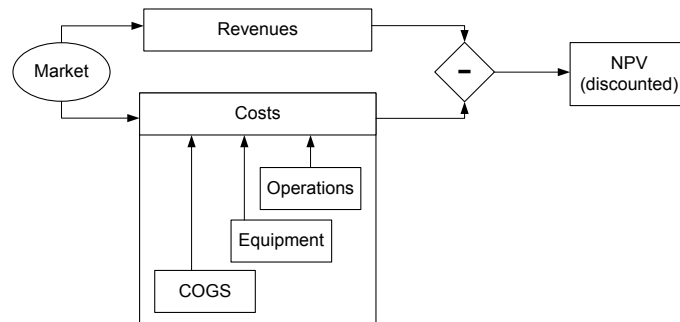 Revenues
Market
-
NPV
(discounted)
Costs
Operations
Equipment
COGS